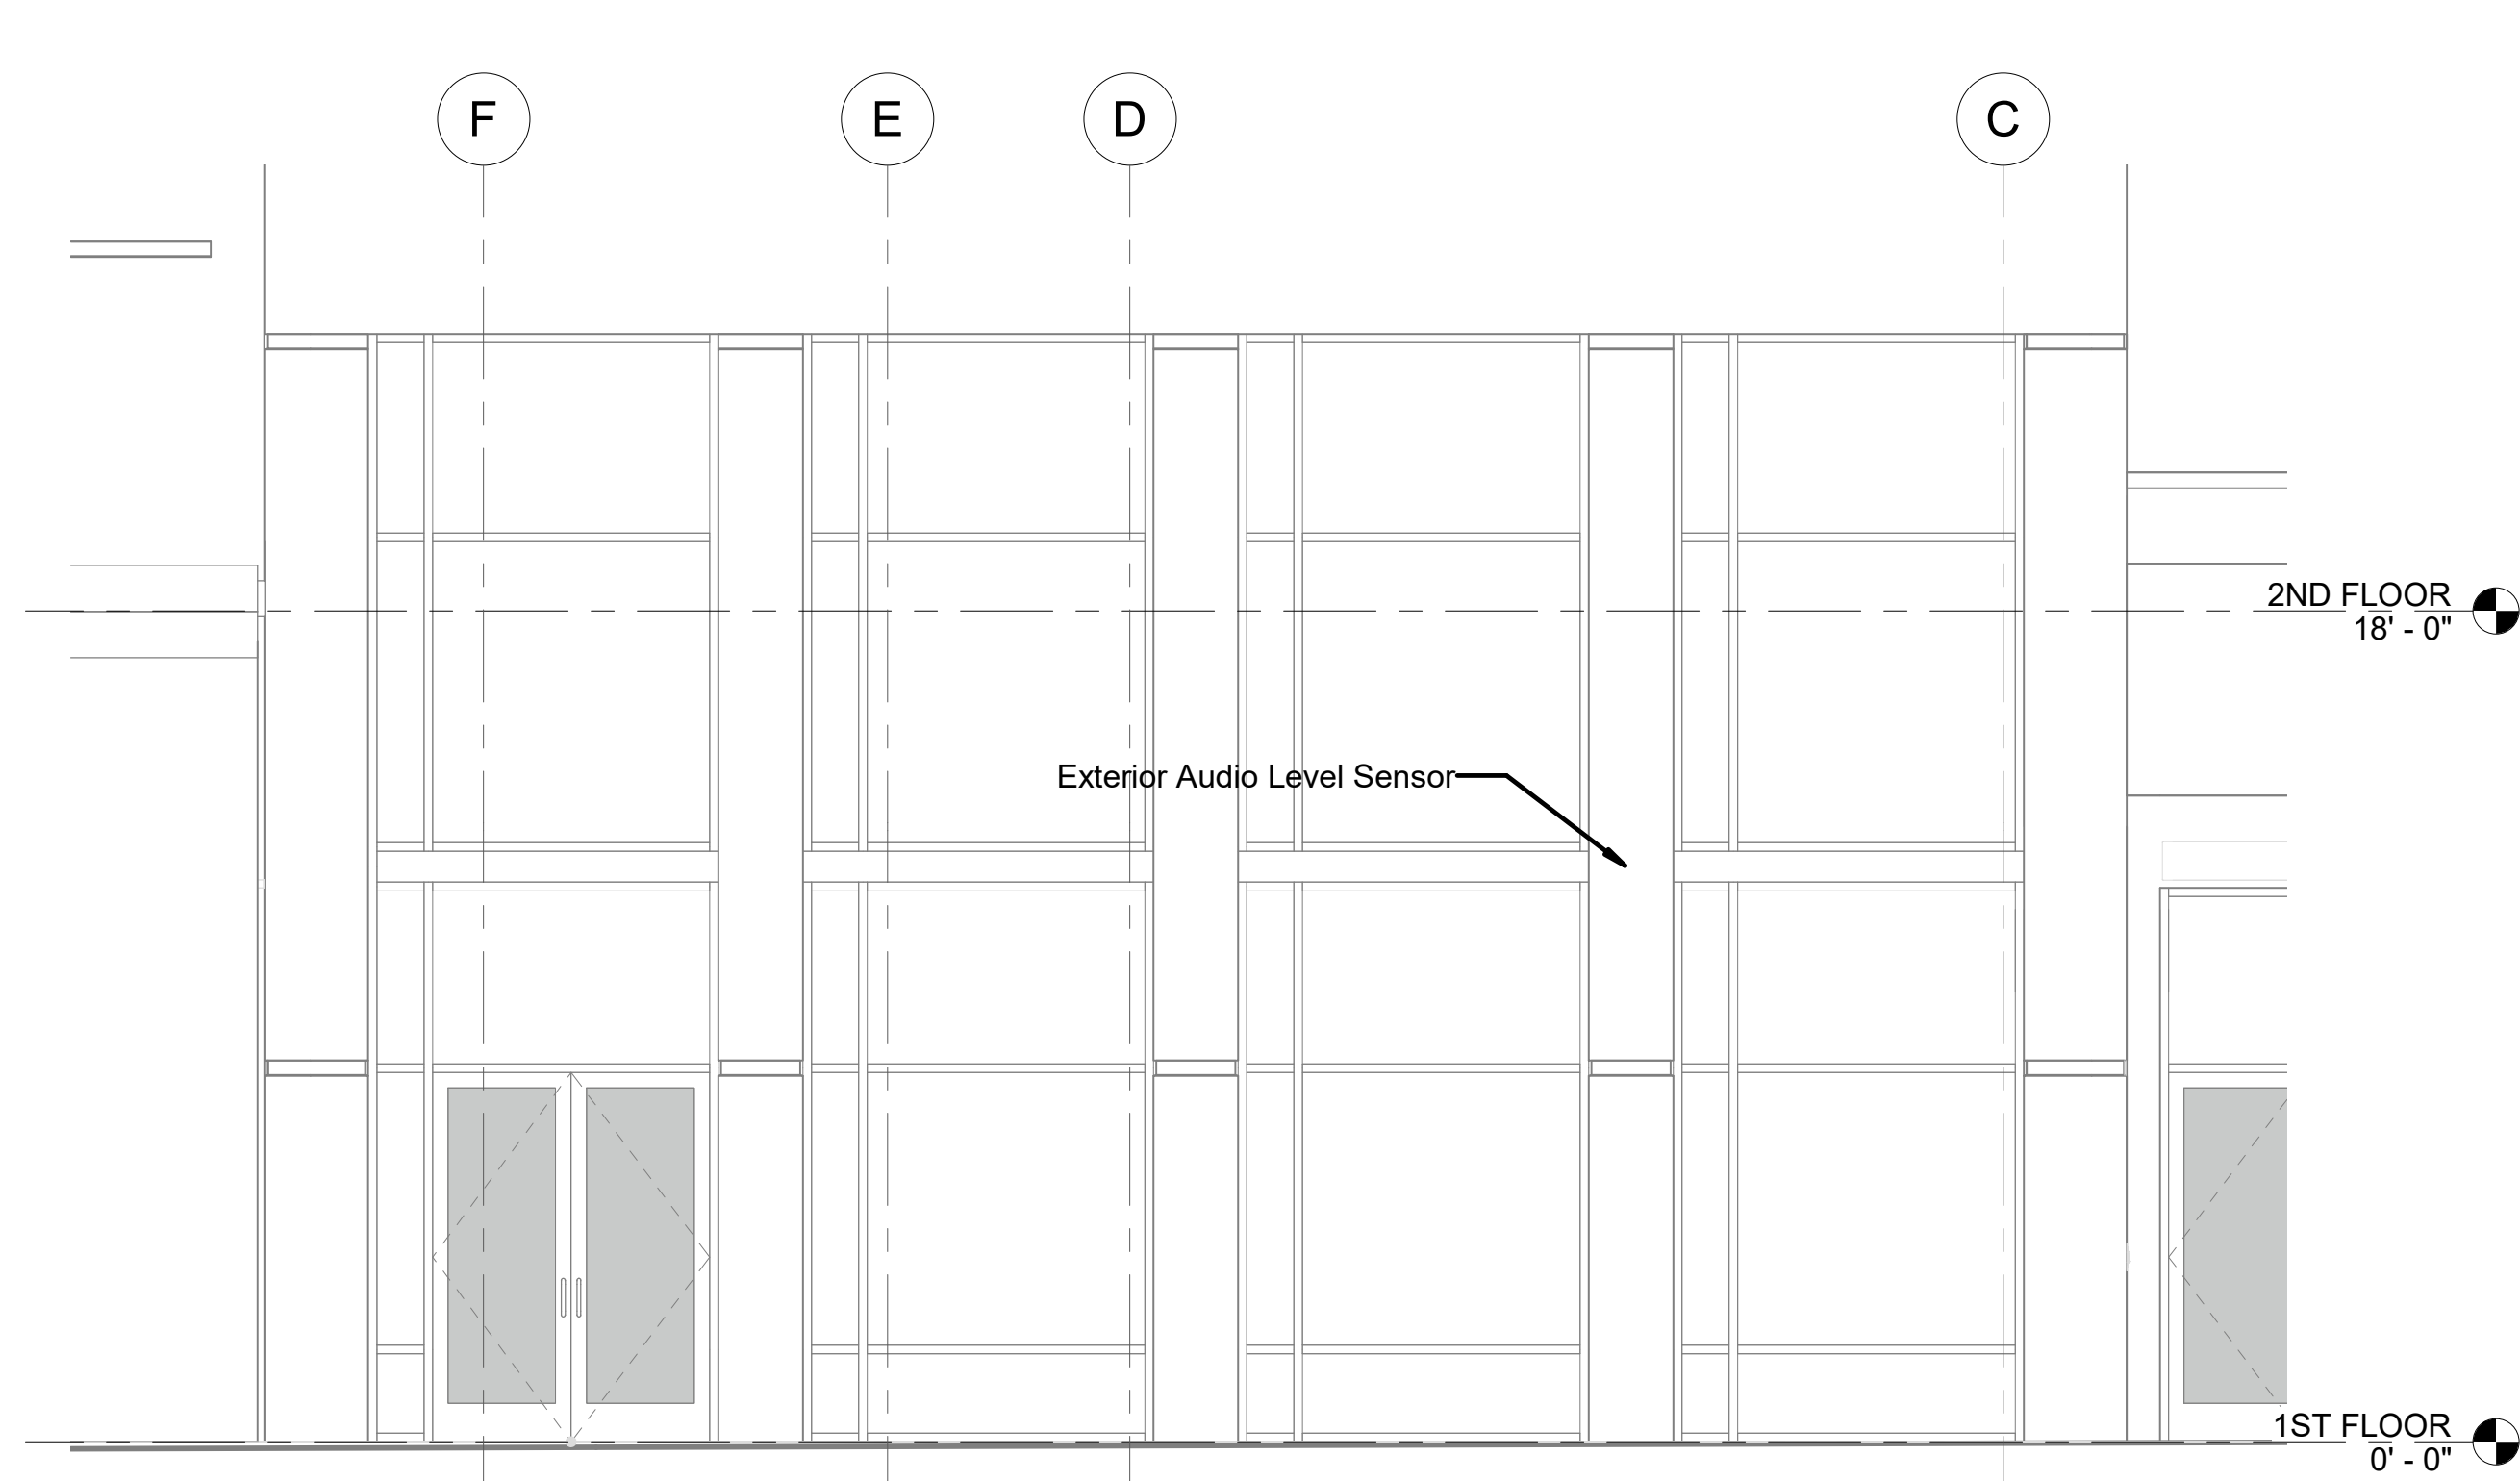 F
E
D
C
2ND FLOOR
18' - 0"
Exterior Audio Level Sensor
1ST FLOOR
0' - 0"